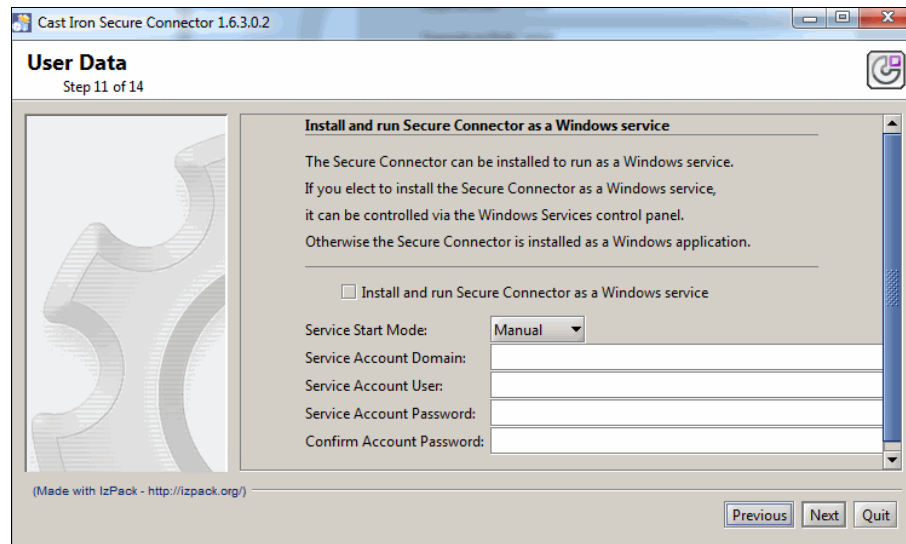 Cast Iron Secure Connector 1.6.3.0.2
User Data
Step 11 of 14
Install and run Secure Connector as a Windows service
The Secure Connector can be installed to run as a Windows service.
If you elect to install the Secure Connector as a Windows service,
it can be controlled via the Windows Services control panel.
Otherwise the Secure Connector is installed as a Windows application.
Install and run Secure Connector as a Windows service
Service Start Mode: Manual
Service Account Domain:
Service Account User:
Service Account Password:
Confirm Account Password:
(Made with IzPack - http://izpack.org/)
Previous Next Quit